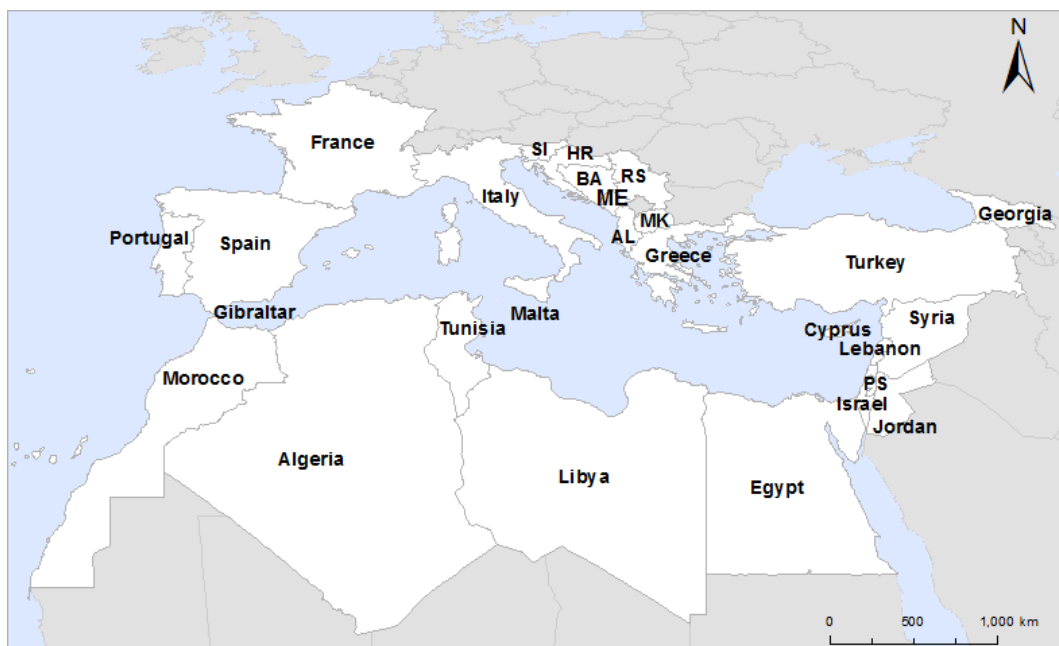 N
France
SI
HR
BA
RS
Italy
ME
MK
Georgia
Portugal
Spain
AL
Greece
Turkey
Gibraltar
Malta
Tunisia
Cyprus
Syria
Lebanon
Morocco
PS
Israel
Jordan
Algeria
Libya
Egypt
0 500 1,000 km